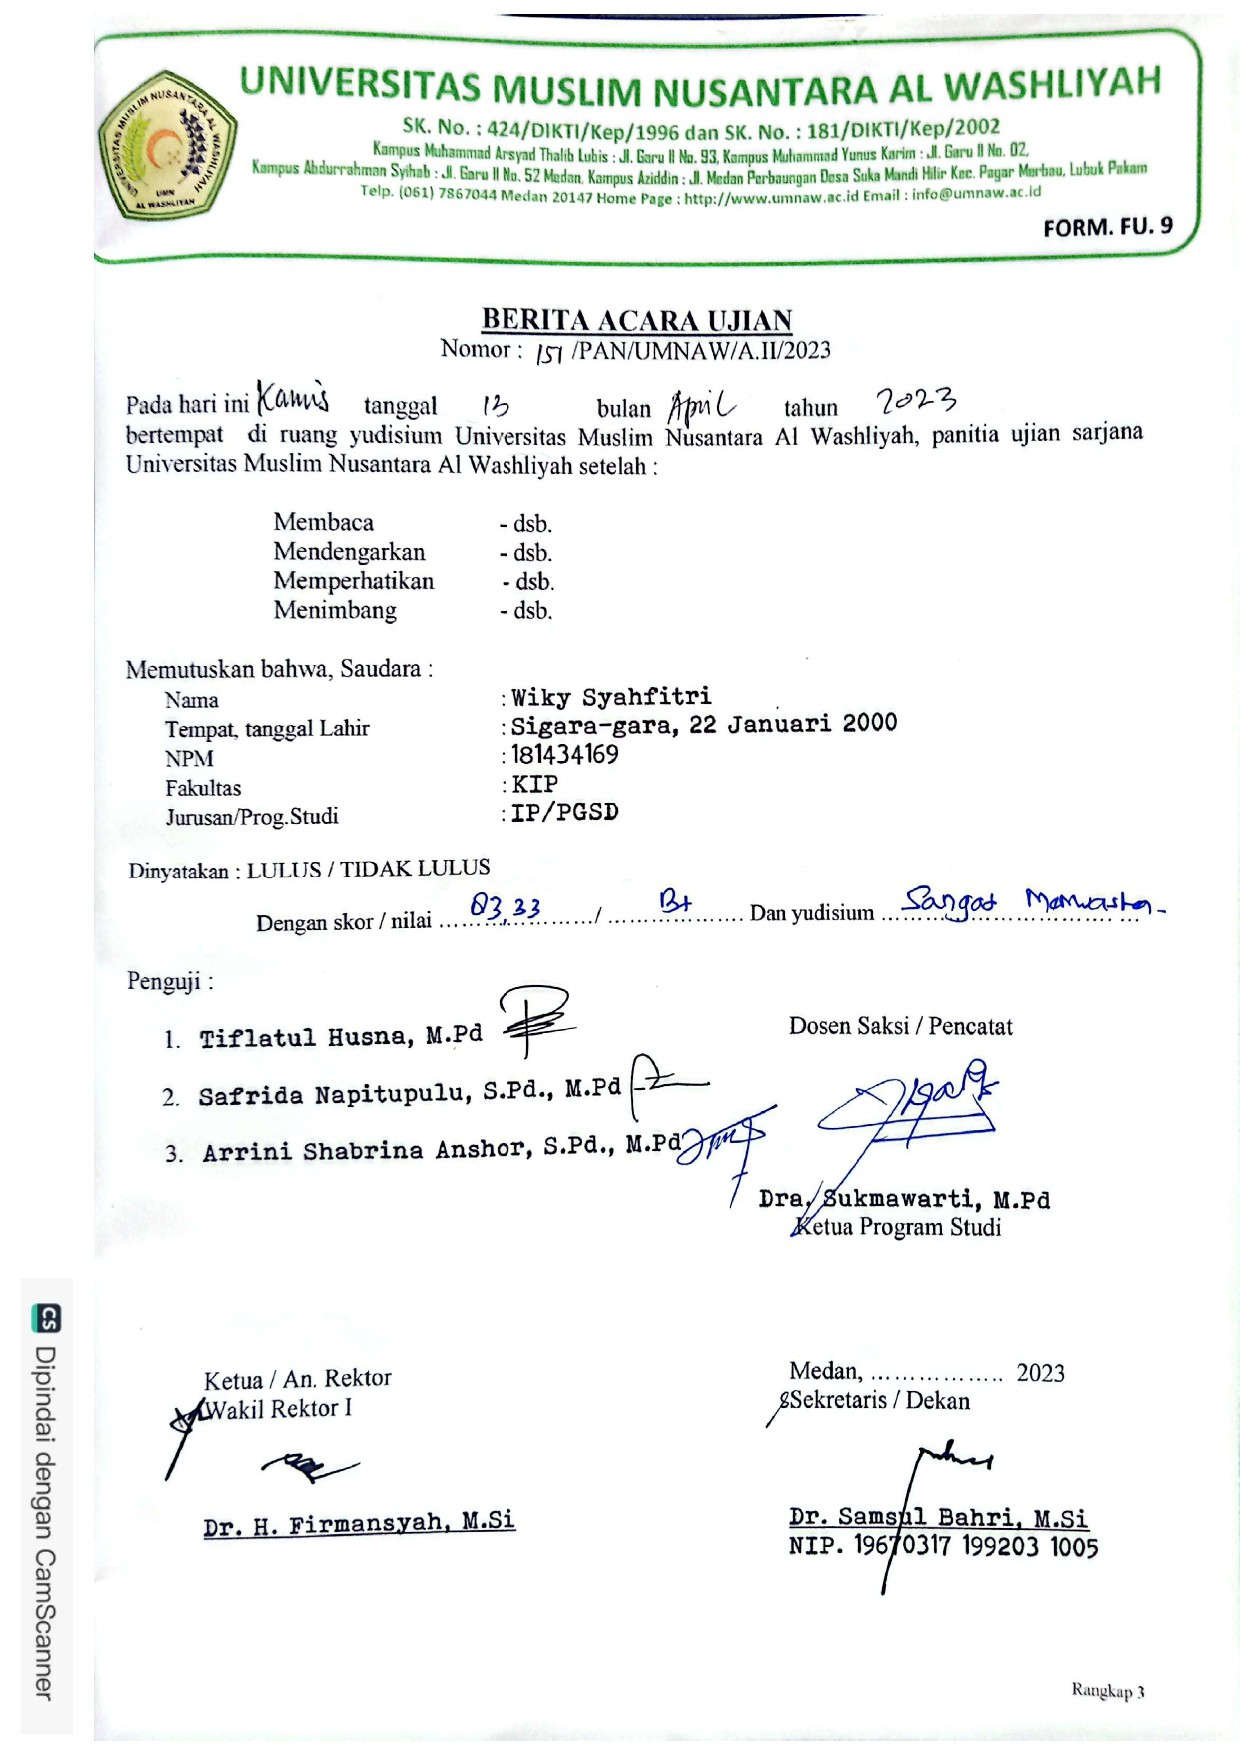 UNIVERSITAS MUSLIM NUSANTARA AL WASHLIYAH
SK. No. : 424/DIKTI/Kep/1996 dan SK. No. : 181/DIKTI/Kep/2002
Kampus Muhammad Arsyad Thalib Lubis : Jl. Garu II No. 93, Kampus Muhammad Yunus Karim : Jl. Garu II No. 02,
Kampus Abdurrahman Syihab : Jl. Garu II No. 52 Medan, Kampus Aziddin : Jl. Medan Perbaungan Desa Suka Mandi Hilir Kec. Pagar Merbau, Lubuk Pakam
Telp. (061) 7867044 Medan 20147 Home Page : http://www.umnaw.ac.id Email : info@umnaw.ac.id
UNIVERSITAS MUSLIM NUSANTARA AL WASHLIYAH
UMN
AL WASHLIYAH
FORM. FU. 9
BERITA ACARA UJIAN
Nomor : 151 /PAN/UMNAW/A.II/2023
Pada hari ini Kamis tanggal 13 bulan April tahun 2023
bertempat di ruang yudisium Universitas Muslim Nusantara Al Washliyah, panitia ujian sarjana
Universitas Muslim Nusantara Al Washliyah setelah :
Membaca - dsb.
Mendengarkan - dsb.
Memperhatikan - dsb.
Menimbang - dsb.
Memutuskan bahwa, Saudara :
Nama : Wiky Syahfitri
Tempat, tanggal Lahir : Sigara-gara, 22 Januari 2000
NPM : 181434169
Fakultas : KIP
Jurusan/Prog.Studi : IP/PGSD
Dinyatakan : LULUS / TIDAK LULUS
Dengan skor / nilai 83,33 / B+ Dan yudisium Sangat Memuaskan
Penguji :
1. Tiflatul Husna, M.Pd
Dosen Saksi / Pencatat
2. Safrida Napitupulu, S.Pd., M.Pd
3. Arrini Shabrina Anshor, S.Pd., M.Pd
Dra. Sukmawarti, M.Pd
Ketua Program Studi
Ketua / An. Rektor
Wakil Rektor I
Medan, .................. 2023
Sekretaris / Dekan
Dr. H. Firmansyah, M.Si
Dr. Samsul Bahri, M.Si
NIP. 19670317 199203 1005
Rangkap 3
CS Dipindai dengan CamScanner